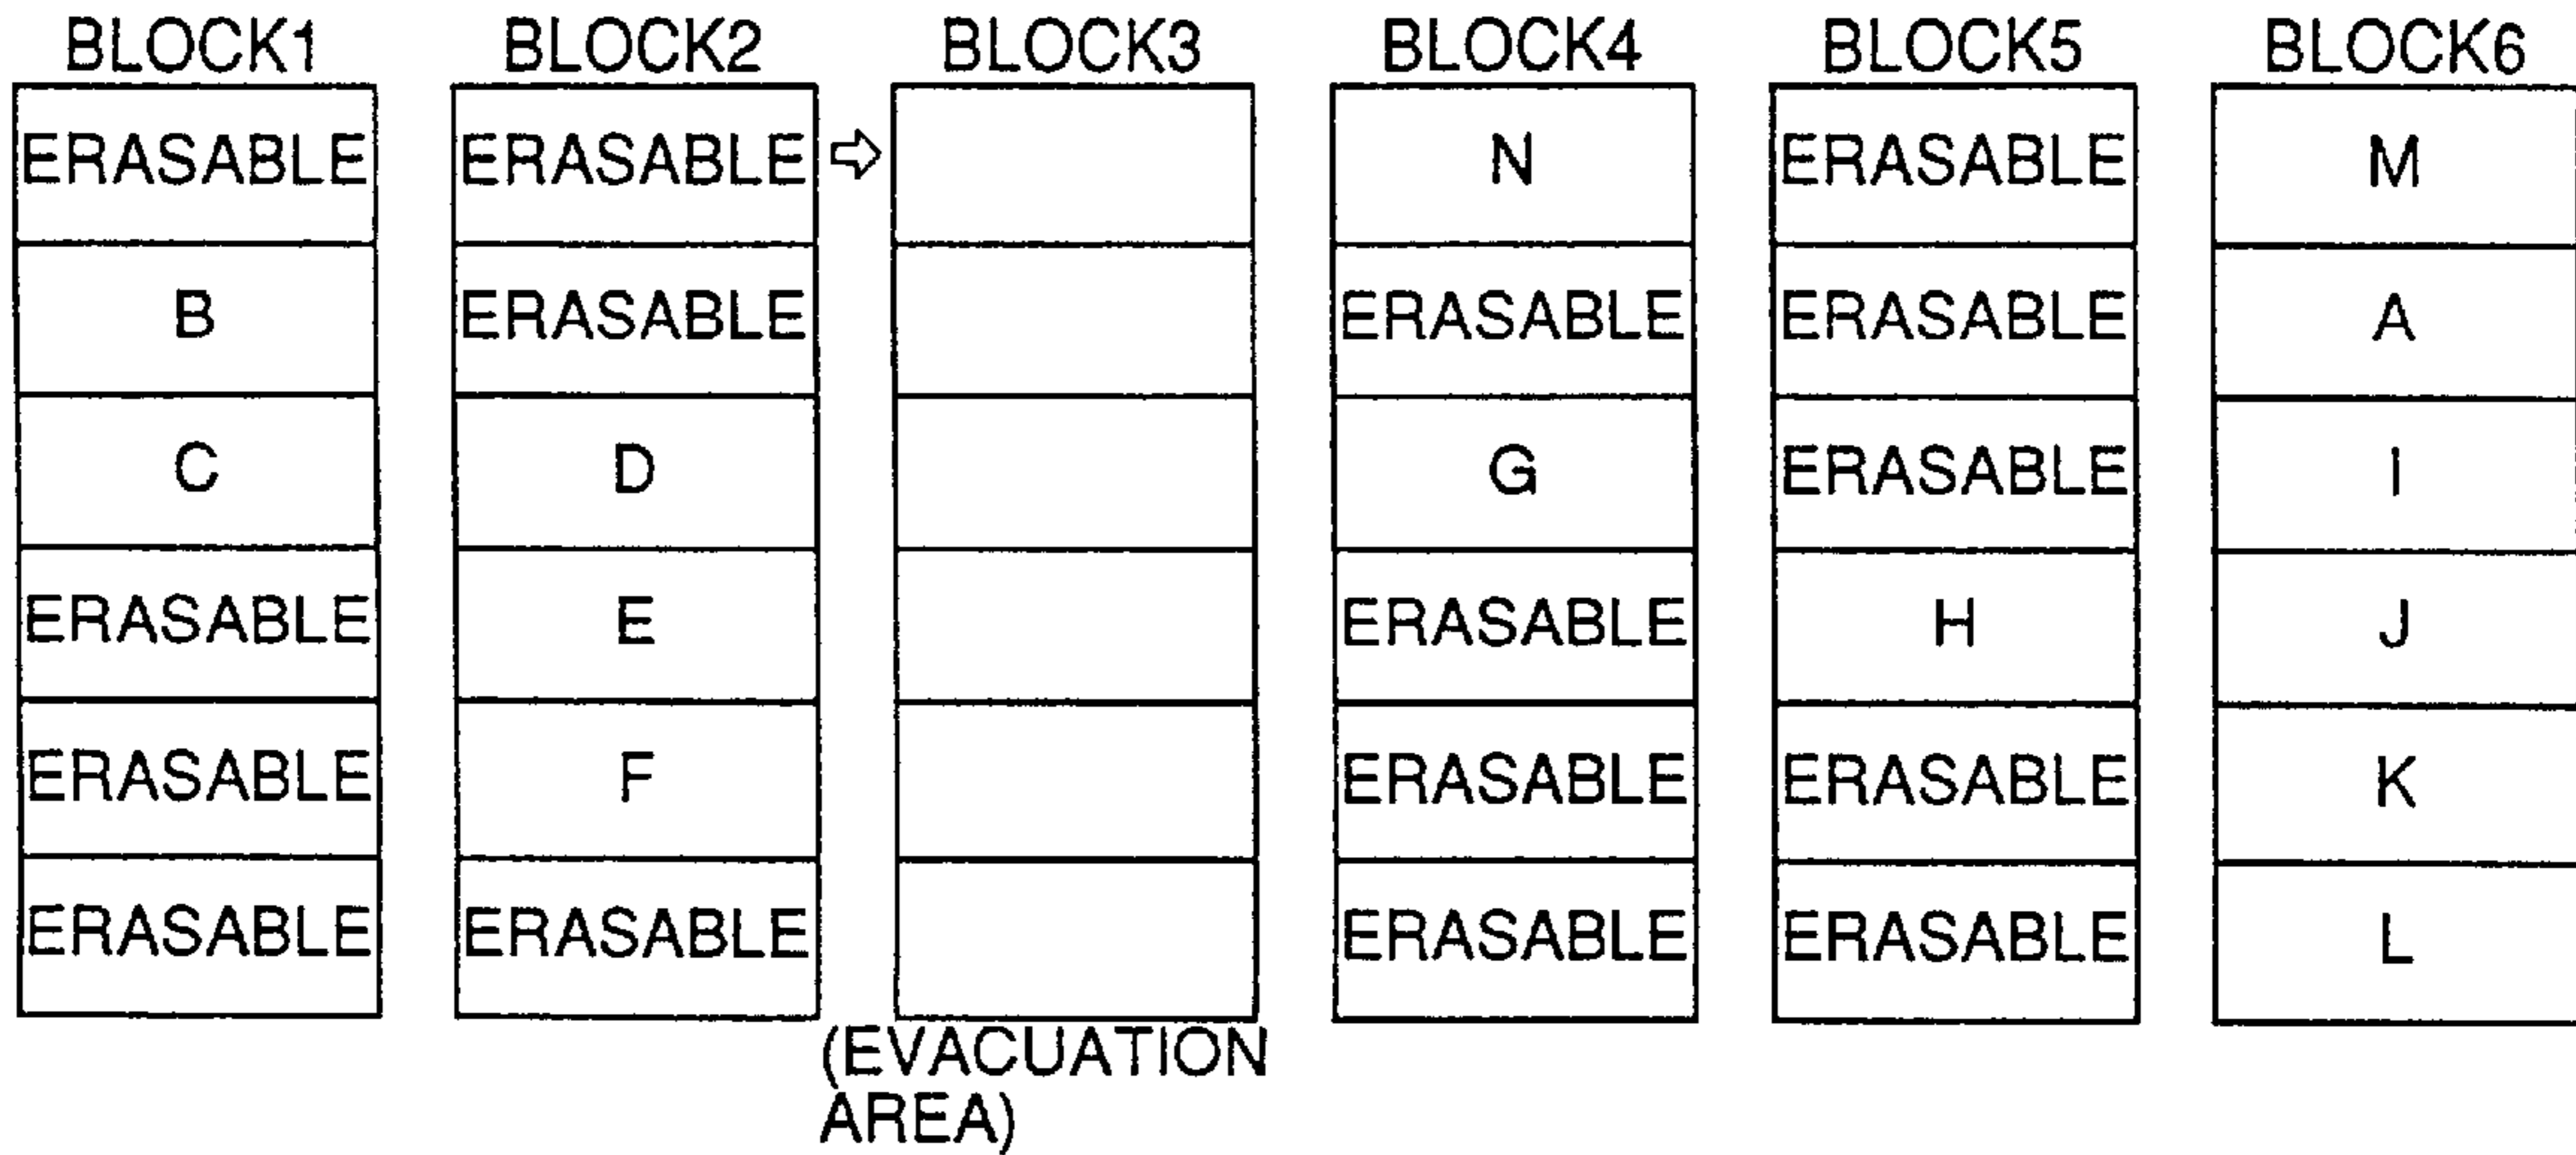 BLOCK1 BLOCK2 BLOCK3 BLOCK4 BLOCK5 BLOCK6
ERASABLE ERASABLE N ERASABLE M
B ERASABLE ERASABLE ERASABLE A
C D G ERASABLE I
ERASABLE E ERASABLE H J
ERASABLE F ERASABLE ERASABLE K
ERASABLE ERASABLE ERASABLE ERASABLE L
(EVACUATION
AREA)